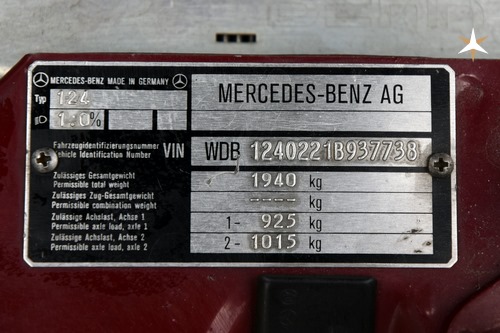 MERCEDES-BENZ MADE IN GERMANY
MERCEDES-BENZ AG
Typ 124
1,0%
Fahrzeugidentifizierungsnummer
Vehicle Identification Number VIN WDB 1240221B937738
Zulässiges Gesamtgewicht
Permissible total weight 1940 kg
Zulässiges Zug-Gesamtgewicht
Permissible combination weight ---- kg
Zulässige Achslast, Achse 1
Permissible axle load, axle 1 1- 925 kg
Zulässige Achslast, Achse 2
Permissible axle load, axle 2 2- 1015 kg